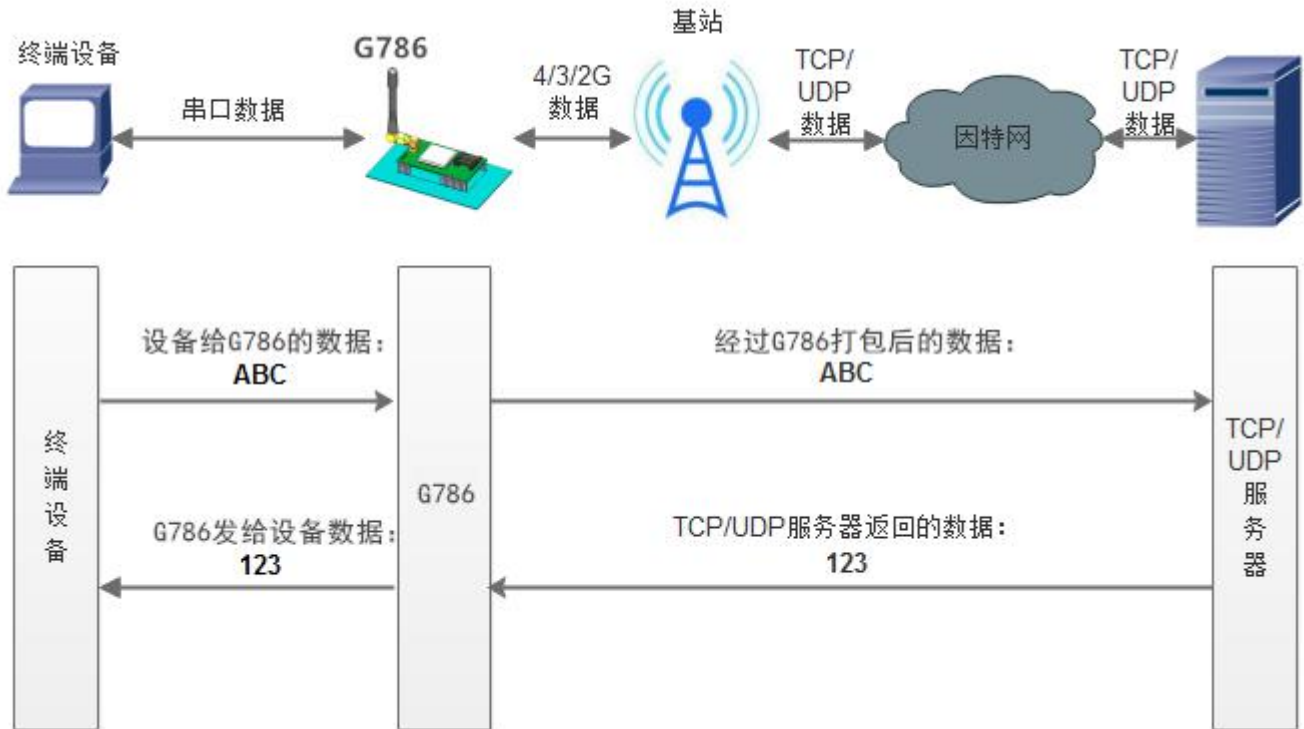 终端设备
G786
基站
串口数据
4/3/2G
数据
TCP/
UDP
数据
因特网
TCP/
UDP
数据
设备给G786的数据：
ABC
经过G786打包后的数据：
ABC
终
端
设
备
G786
TCP/
UDP
服
务
器
G786发给设备数据：
123
TCP/UDP服务器返回的数据：
123